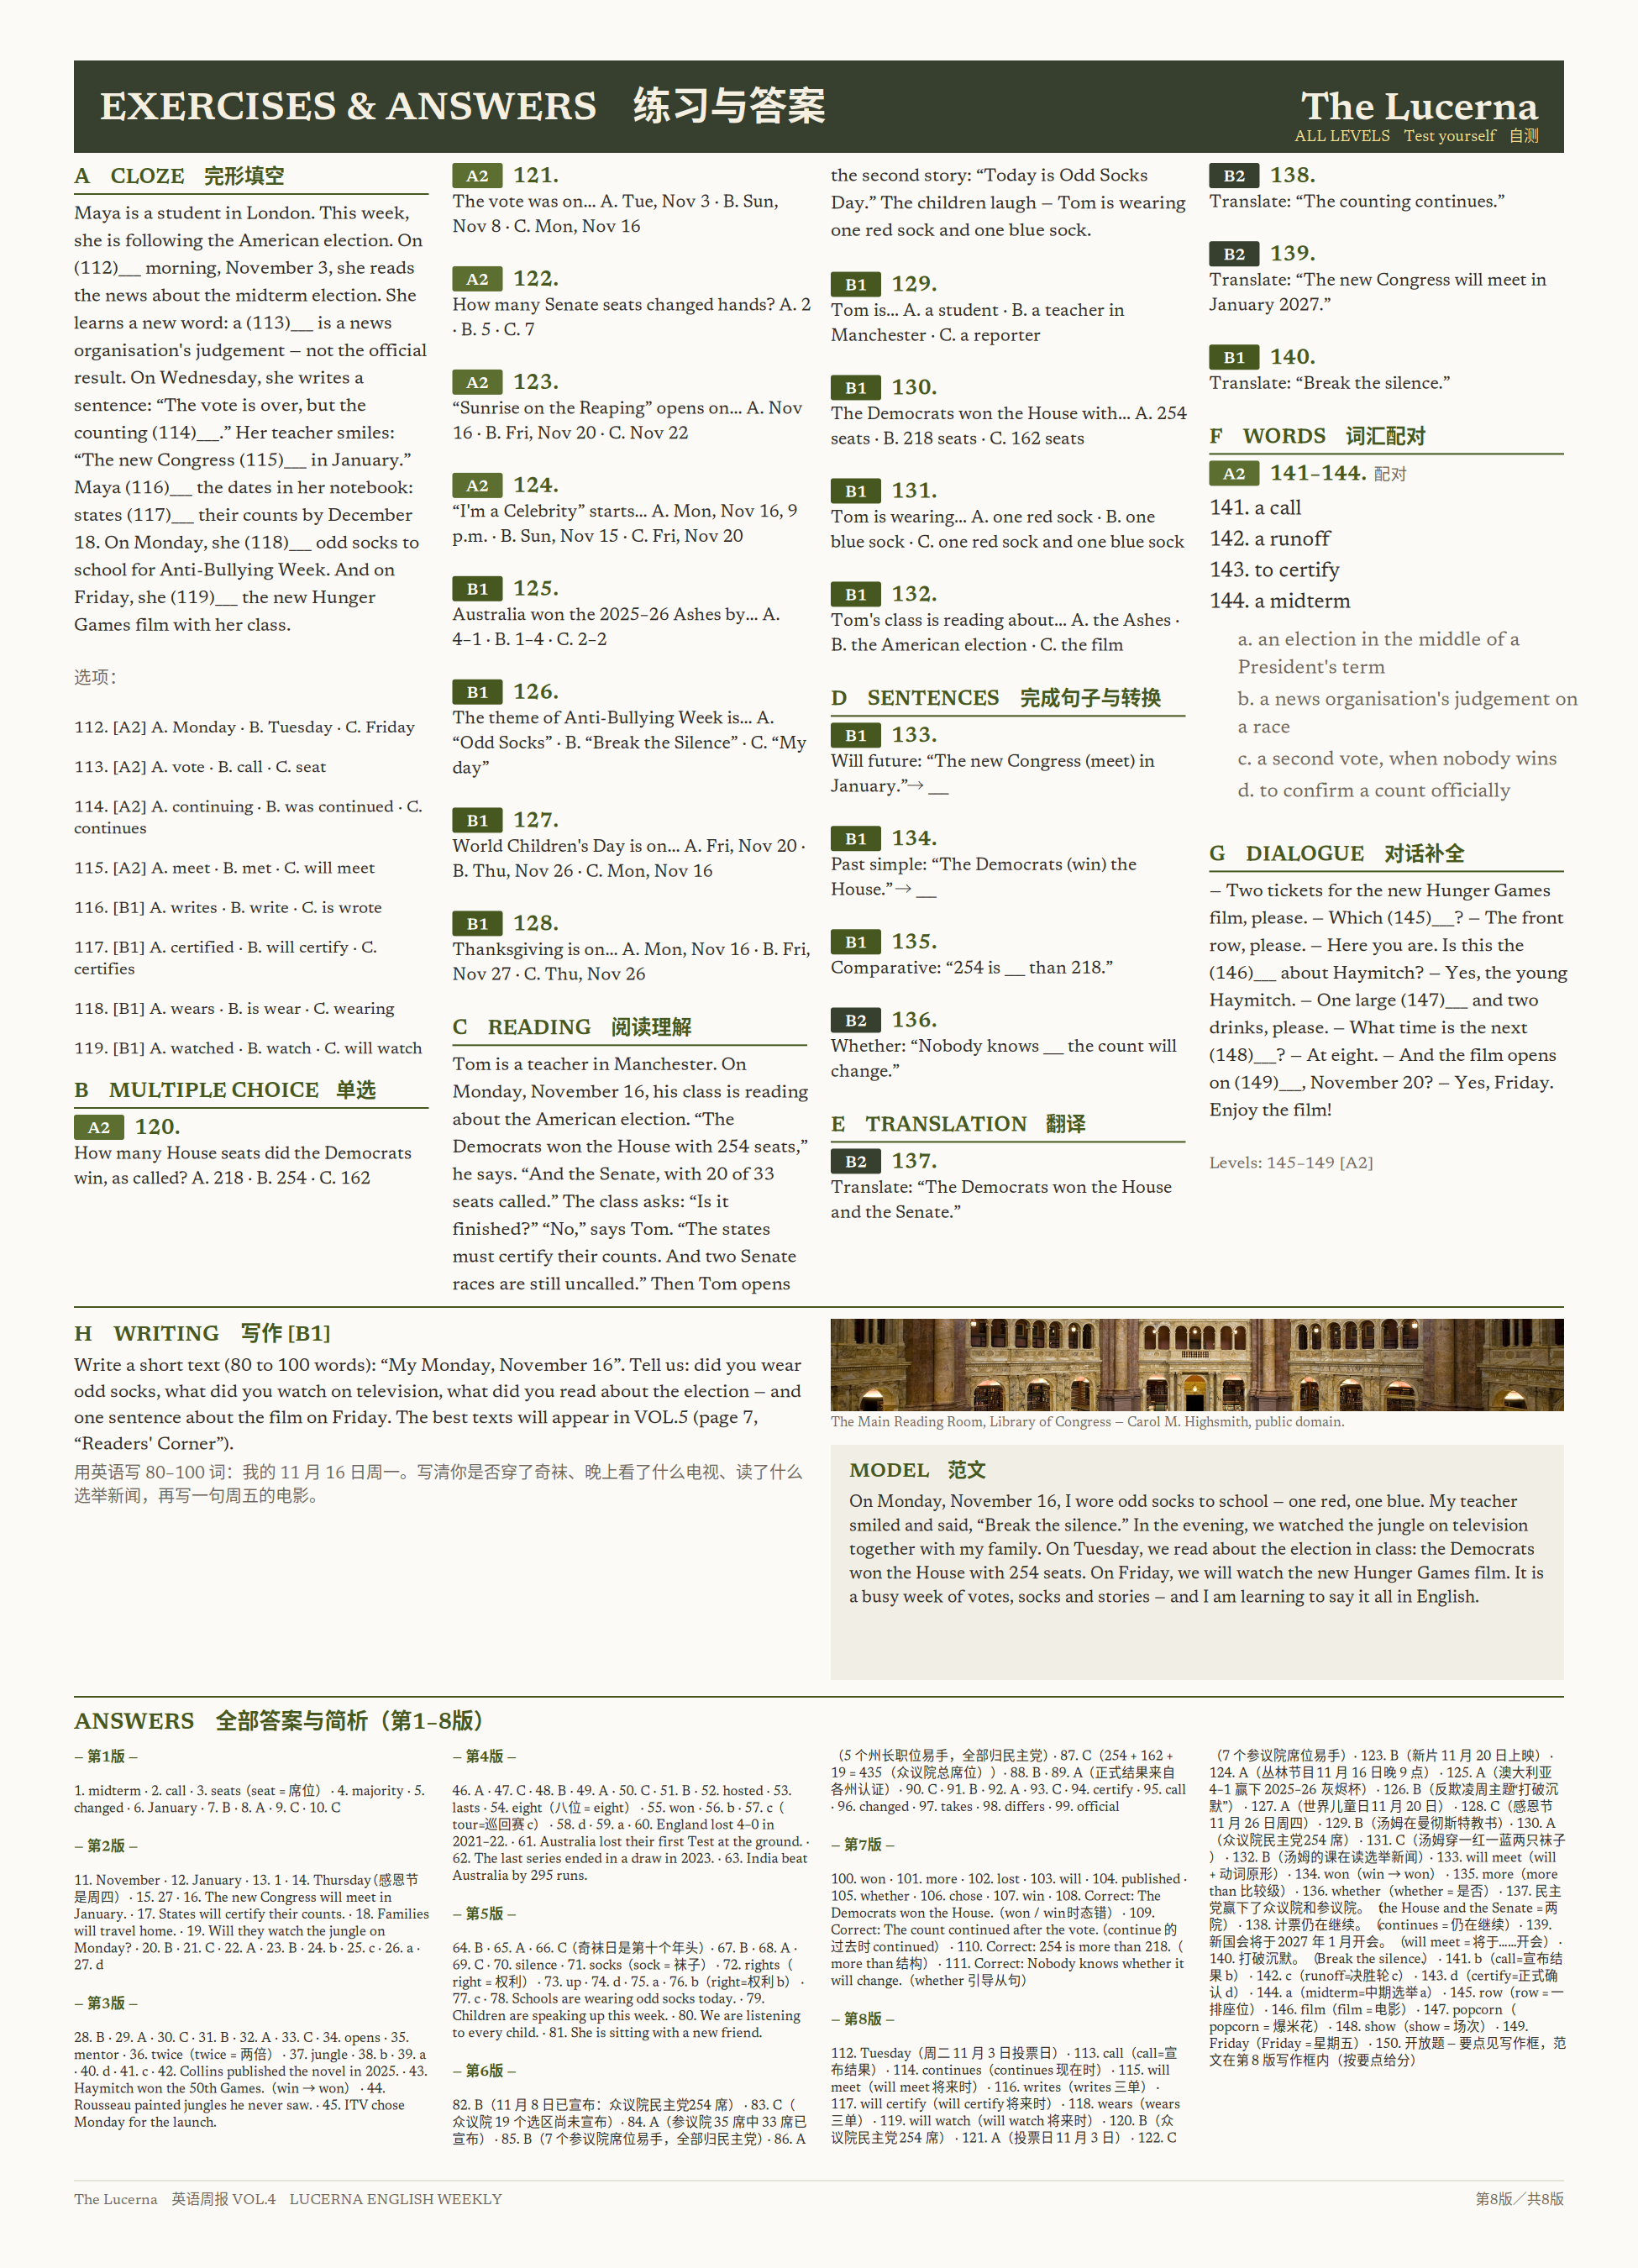 EXERCISES & ANSWERS 练习与答案
The Lucerna
ALL LEVELS Test yourself 自测
A CLOZE 完形填空
Maya is a student in London. This week,
she is following the American election. On
(112)___ morning, November 3, she reads
the news about the midterm election. She
learns a new word: a (113)___ is a news
organisation's judgement – not the official
result. On Wednesday, she writes a
sentence: “The vote is over, but the
counting (114)___.” Her teacher smiles:
“The new Congress (115)___ in January.”
Maya (116)___ the dates in her notebook:
states (117)___ their counts by December
18. On Monday, she (118)___ odd socks to
school for Anti-Bullying Week. And on
Friday, she (119)___ the new Hunger
Games film with her class.
选项：
112. [A2] A. Monday · B. Tuesday · C. Friday
113. [A2] A. vote · B. call · C. seat
114. [A2] A. continuing · B. was continued · C.
continues
115. [A2] A. meet · B. met · C. will meet
116. [B1] A. writes · B. write · C. is wrote
117. [B1] A. certified · B. will certify · C.
certifies
118. [B1] A. wears · B. is wear · C. wearing
119. [B1] A. watched · B. watch · C. will watch
B MULTIPLE CHOICE 单选
A2 120.
How many House seats did the Democrats
win, as called? A. 218 · B. 254 · C. 162
A2 121.
The vote was on... A. Tue, Nov 3 · B. Sun,
Nov 8 · C. Mon, Nov 16
A2 122.
How many Senate seats changed hands? A. 2
· B. 5 · C. 7
A2 123.
“Sunrise on the Reaping” opens on... A. Nov
16 · B. Fri, Nov 20 · C. Nov 22
A2 124.
“I'm a Celebrity” starts... A. Mon, Nov 16, 9
p.m. · B. Sun, Nov 15 · C. Fri, Nov 20
B1 125.
Australia won the 2025–26 Ashes by... A.
4–1 · B. 1–4 · C. 2–2
B1 126.
The theme of Anti-Bullying Week is... A.
“Odd Socks” · B. “Break the Silence” · C. “My
day”
B1 127.
World Children's Day is on... A. Fri, Nov 20 ·
B. Thu, Nov 26 · C. Mon, Nov 16
B1 128.
Thanksgiving is on... A. Mon, Nov 16 · B. Fri,
Nov 27 · C. Thu, Nov 26
C READING 阅读理解
Tom is a teacher in Manchester. On
Monday, November 16, his class is reading
about the American election. “The
Democrats won the House with 254 seats,”
he says. “And the Senate, with 20 of 33
seats called.” The class asks: “Is it
finished?” “No,” says Tom. “The states
must certify their counts. And two Senate
races are still uncalled.” Then Tom opens
the second story: “Today is Odd Socks
Day.” The children laugh – Tom is wearing
one red sock and one blue sock.
B1 129.
Tom is... A. a student · B. a teacher in
Manchester · C. a reporter
B1 130.
The Democrats won the House with... A. 254
seats · B. 218 seats · C. 162 seats
B1 131.
Tom is wearing... A. one red sock · B. one
blue sock · C. one red sock and one blue sock
B1 132.
Tom's class is reading about... A. the Ashes ·
B. the American election · C. the film
D SENTENCES 完成句子与转换
B1 133.
Will future: “The new Congress (meet) in
January.”→ __
B1 134.
Past simple: “The Democrats (win) the
House.”→ __
B1 135.
Comparative: “254 is __ than 218.”
B2 136.
Whether: “Nobody knows __ the count will
change.”
E TRANSLATION 翻译
B2 137.
Translate: “The Democrats won the House
and the Senate.”
B2 138.
Translate: “The counting continues.”
B2 139.
Translate: “The new Congress will meet in
January 2027.”
B1 140.
Translate: “Break the silence.”
F WORDS 词汇配对
A2 141–144. 配对
141. a call
142. a runoff
143. to certify
144. a midterm
a. an election in the middle of a
President's term
b. a news organisation's judgement on
a race
c. a second vote, when nobody wins
d. to confirm a count officially
G DIALOGUE 对话补全
– Two tickets for the new Hunger Games
film, please. – Which (145)___? – The front
row, please. – Here you are. Is this the
(146)___ about Haymitch? – Yes, the young
Haymitch. – One large (147)___ and two
drinks, please. – What time is the next
(148)___? – At eight. – And the film opens
on (149)___, November 20? – Yes, Friday.
Enjoy the film!
Levels: 145–149 [A2]
H WRITING 写作 [B1]
Write a short text (80 to 100 words): “My Monday, November 16”. Tell us: did you wear
odd socks, what did you watch on television, what did you read about the election – and
one sentence about the film on Friday. The best texts will appear in VOL.5 (page 7,
“Readers' Corner”).
用英语写 80–100 词：我的 11 月 16 日周一。写清你是否穿了奇袜、晚上看了什么电视、读了什么
选举新闻，再写一句周五的电影。
The Main Reading Room, Library of Congress – Carol M. Highsmith, public domain.
MODEL 范文
On Monday, November 16, I wore odd socks to school – one red, one blue. My teacher
smiled and said, “Break the silence.” In the evening, we watched the jungle on television
together with my family. On Tuesday, we read about the election in class: the Democrats
won the House with 254 seats. On Friday, we will watch the new Hunger Games film. It is
a busy week of votes, socks and stories – and I am learning to say it all in English.
ANSWERS 全部答案与简析（第1–8版）
– 第1版 –
1. midterm · 2. call · 3. seats (seat = 席位) · 4. majority · 5.
changed · 6. January · 7. B · 8. A · 9. C · 10. C
– 第2版 –
11. November · 12. January · 13. 1 · 14. Thursday（感恩节
是周四） · 15. 27 · 16. The new Congress will meet in
January. · 17. States will certify their counts. · 18. Families
will travel home. · 19. Will they watch the jungle on
Monday? · 20. B · 21. C · 22. A · 23. B · 24. b · 25. c · 26. a ·
27. d
– 第3版 –
28. B · 29. A · 30. C · 31. B · 32. A · 33. C · 34. opens · 35.
mentor · 36. twice（twice = 两倍） · 37. jungle · 38. b · 39. a
· 40. d · 41. c · 42. Collins published the novel in 2025. · 43.
Haymitch won the 50th Games.（win → won） · 44.
Rousseau painted jungles he never saw. · 45. ITV chose
Monday for the launch.
– 第4版 –
46. A · 47. C · 48. B · 49. A · 50. C · 51. B · 52. hosted · 53.
lasts · 54. eight（八位 = eight） · 55. won · 56. b · 57. c（
tour=巡回赛 c） · 58. d · 59. a · 60. England lost 4–0 in
2021–22. · 61. Australia lost their first Test at the ground. ·
62. The last series ended in a draw in 2023. · 63. India beat
Australia by 295 runs.
– 第5版 –
64. B · 65. A · 66. C（奇袜日是第十个年头） · 67. B · 68. A ·
69. C · 70. silence · 71. socks（sock = 袜子） · 72. rights（
right = 权利） · 73. up · 74. d · 75. a · 76. b（right=权利 b） ·
77. c · 78. Schools are wearing odd socks today. · 79.
Children are speaking up this week. · 80. We are listening
to every child. · 81. She is sitting with a new friend.
– 第6版 –
82. B（11 月 8 日已宣布：众议院民主党254 席） · 83. C（
众议院 19 个选区尚未宣布） · 84. A（参议院 35 席中 33 席已
宣布） · 85. B（7 个参议院席位易手，全部归民主党） · 86. A
（5 个州长职位易手，全部归民主党） · 87. C（254 + 162 +
19 = 435（众议院总席位）） · 88. B · 89. A（正式结果来自
各州认证） · 90. C · 91. B · 92. A · 93. C · 94. certify · 95. call
· 96. changed · 97. takes · 98. differs · 99. official
– 第7版 –
100. won · 101. more · 102. lost · 103. will · 104. published ·
105. whether · 106. chose · 107. win · 108. Correct: The
Democrats won the House.（won / win时态错） · 109.
Correct: The count continued after the vote.（continue 的
过去时 continued） · 110. Correct: 254 is more than 218.（
more than 结构） · 111. Correct: Nobody knows whether it
will change.（whether 引导从句）
– 第8版 –
112. Tuesday（周二 11 月 3 日投票日） · 113. call（call=宣
布结果） · 114. continues（continues 现在时） · 115. will
meet（will meet 将来时） · 116. writes（writes 三单） ·
117. will certify（will certify 将来时） · 118. wears（wears
三单） · 119. will watch（will watch 将来时） · 120. B（众
议院民主党 254 席） · 121. A（投票日 11 月 3 日） · 122. C
（7 个参议院席位易手） · 123. B（新片 11 月 20 日上映） ·
124. A（丛林节目11 月 16 日晚 9 点） · 125. A（澳大利亚
4–1 赢下 2025–26 灰烬杯） · 126. B（反欺凌周主题“打破沉
默”） · 127. A（世界儿童日11 月 20 日） · 128. C（感恩节
11 月 26 日周四） · 129. B（汤姆在曼彻斯特教书） · 130. A
（众议院民主党254 席） · 131. C（汤姆穿一红一蓝两只袜子
） · 132. B（汤姆的课在读选举新闻） · 133. will meet（will
+ 动词原形） · 134. won（win → won） · 135. more（more
than 比较级） · 136. whether（whether = 是否） · 137. 民主
党赢下了众议院和参议院。（the House and the Senate = 两
院） · 138. 计票仍在继续。（continues = 仍在继续） · 139.
新国会将于 2027 年 1 月开会。（will meet = 将于……开会） ·
140. 打破沉默。（Break the silence.） · 141. b（call=宣布结
果 b） · 142. c（runoff=决胜轮 c） · 143. d（certify=正式确
认 d） · 144. a（midterm=中期选举 a） · 145. row（row = 一
排座位） · 146. film（film = 电影） · 147. popcorn（
popcorn = 爆米花） · 148. show（show = 场次） · 149.
Friday（Friday = 星期五） · 150. 开放题 – 要点见写作框，范
文在第 8 版写作框内（按要点给分）
The Lucerna 英语周报 VOL.4 LUCERNA ENGLISH WEEKLY
第8版／共8版